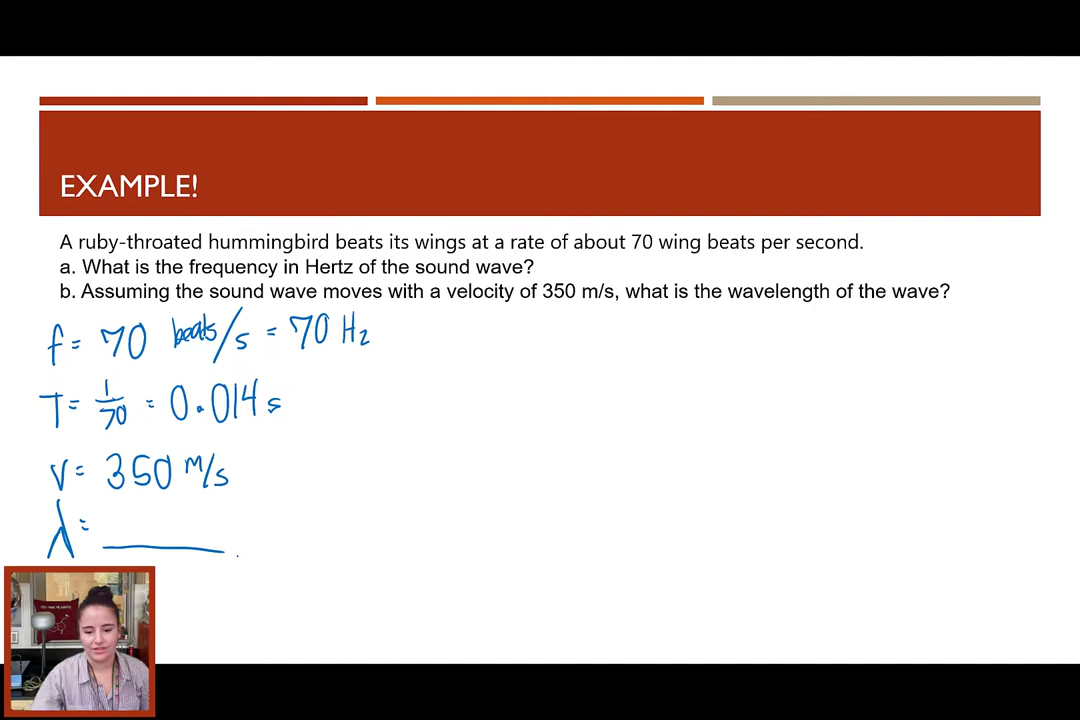 EXAMPLE!
A ruby-throated hummingbird beats its wings at a rate of about 70 wing beats per second.
a. What is the frequency in Hertz of the sound wave?
b. Assuming the sound wave moves with a velocity of 350 m/s, what is the wavelength of the wave?
f = 70 beats/s = 70 Hz
T = 1/70 = 0.014 s
v = 350 m/s
λ = ______